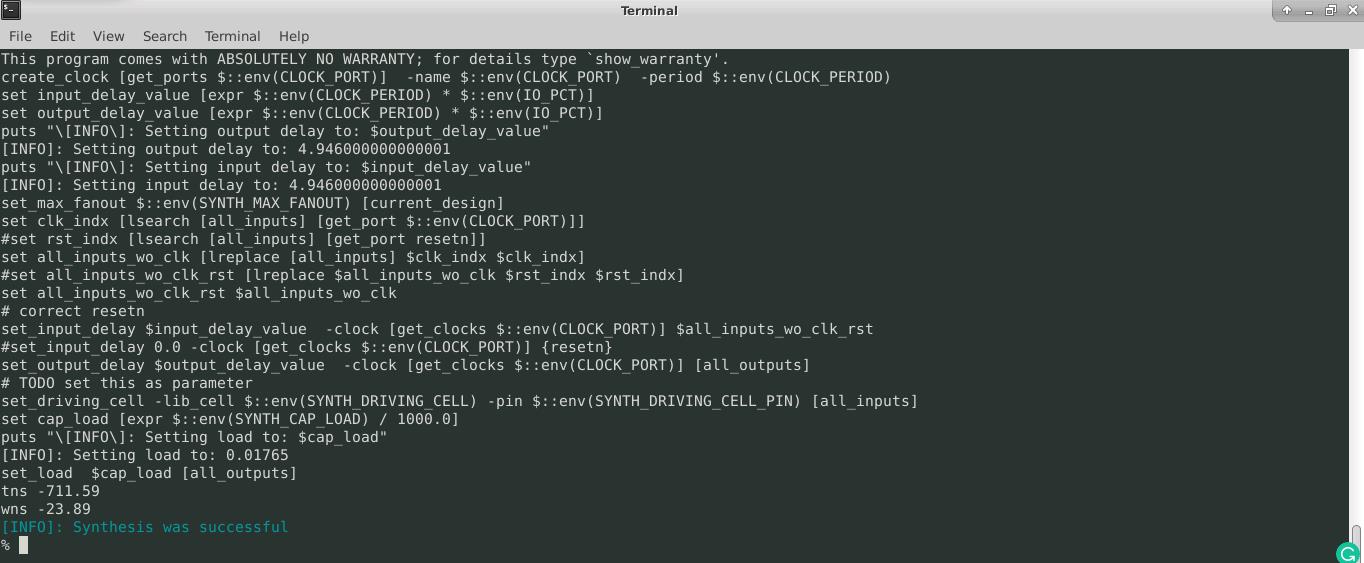 Terminal
File Edit View Search Terminal Help
This program comes with ABSOLUTELY NO WARRANTY; for details type `show_warranty'.
create_clock [get_ports $::env(CLOCK_PORT)]  -name $::env(CLOCK_PORT)  -period $::env(CLOCK_PERIOD)
set input_delay_value [expr $::env(CLOCK_PERIOD) * $::env(IO_PCT)]
set output_delay_value [expr $::env(CLOCK_PERIOD) * $::env(IO_PCT)]
puts "\[INFO\]: Setting output delay to: $output_delay_value"
[INFO]: Setting output delay to: 4.946000000000001
puts "\[INFO\]: Setting input delay to: $input_delay_value"
[INFO]: Setting input delay to: 4.946000000000001
set_max_fanout $::env(SYNTH_MAX_FANOUT) [current_design]
set clk_indx [lsearch [all_inputs] [get_port $::env(CLOCK_PORT)]]
#set rst_indx [lsearch [all_inputs] [get_port resetn]]
set all_inputs_wo_clk [lreplace [all_inputs] $clk_indx $clk_indx]
#set all_inputs_wo_clk_rst [lreplace $all_inputs_wo_clk $rst_indx $rst_indx]
set all_inputs_wo_clk_rst $all_inputs_wo_clk
# correct resetn
set_input_delay $input_delay_value  -clock [get_clocks $::env(CLOCK_PORT)] $all_inputs_wo_clk_rst
#set_input_delay 0.0 -clock [get_clocks $::env(CLOCK_PORT)] {resetn}
set_output_delay $output_delay_value  -clock [get_clocks $::env(CLOCK_PORT)] [all_outputs]
# TODO set this as parameter
set_driving_cell -lib_cell $::env(SYNTH_DRIVING_CELL) -pin $::env(SYNTH_DRIVING_CELL_PIN) [all_inputs]
set cap_load [expr $::env(SYNTH_CAP_LOAD) / 1000.0]
puts "\[INFO\]: Setting load to: $cap_load"
[INFO]: Setting load to: 0.01765
set_load  $cap_load [all_outputs]
tns -711.59
wns -23.89
[INFO]: Synthesis was successful
%